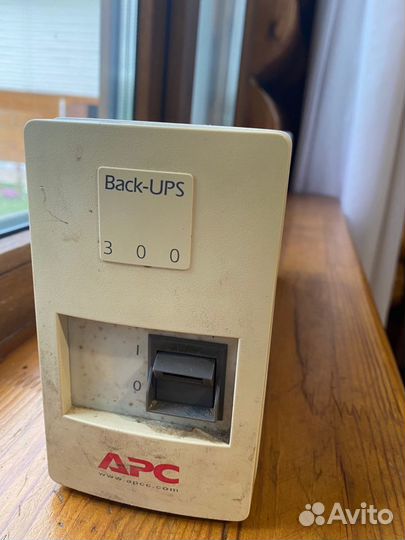 Back-UPS
3 0 0
I
O
APC
www.apcc.com
Avito